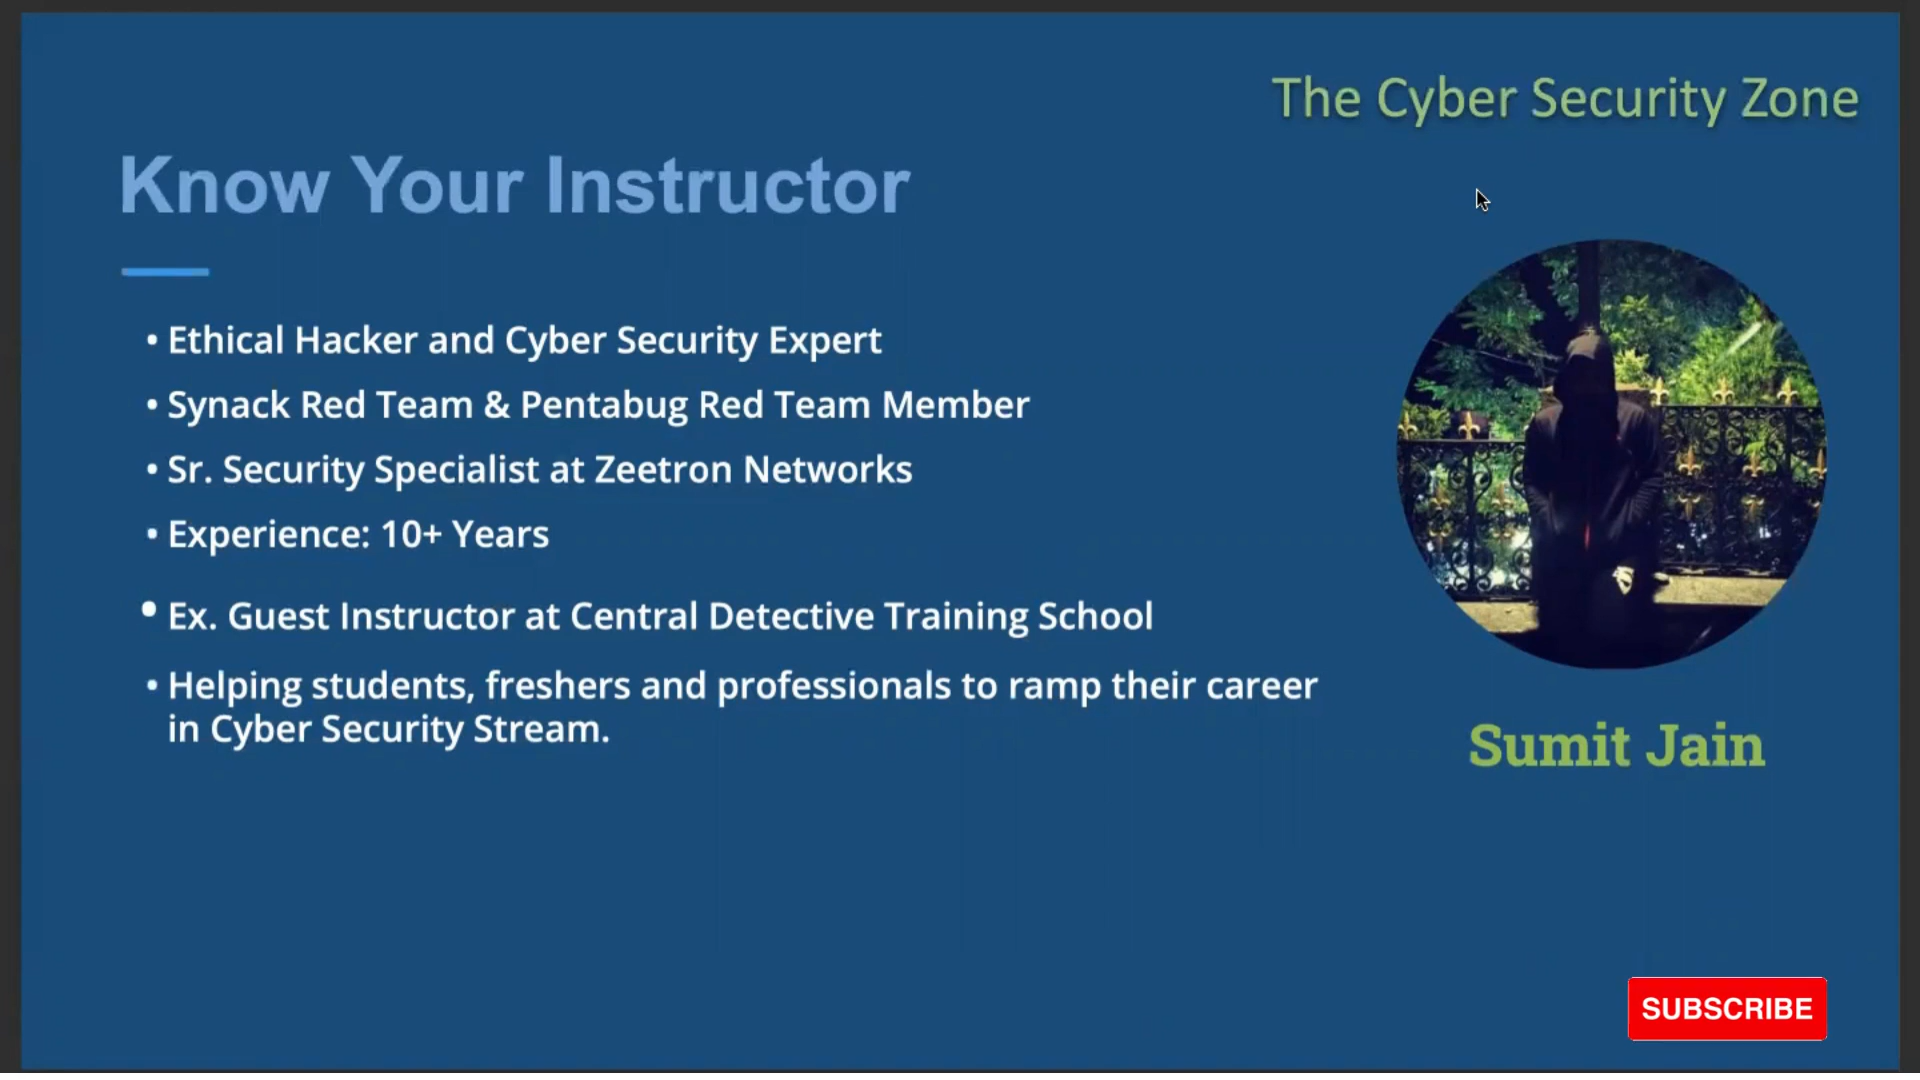 The Cyber Security Zone
Know Your Instructor
• Ethical Hacker and Cyber Security Expert
• Synack Red Team & Pentabug Red Team Member
• Sr. Security Specialist at Zeetron Networks
• Experience: 10+ Years
• Ex. Guest Instructor at Central Detective Training School
• Helping students, freshers and professionals to ramp their career
in Cyber Security Stream.
Sumit Jain
SUBSCRIBE